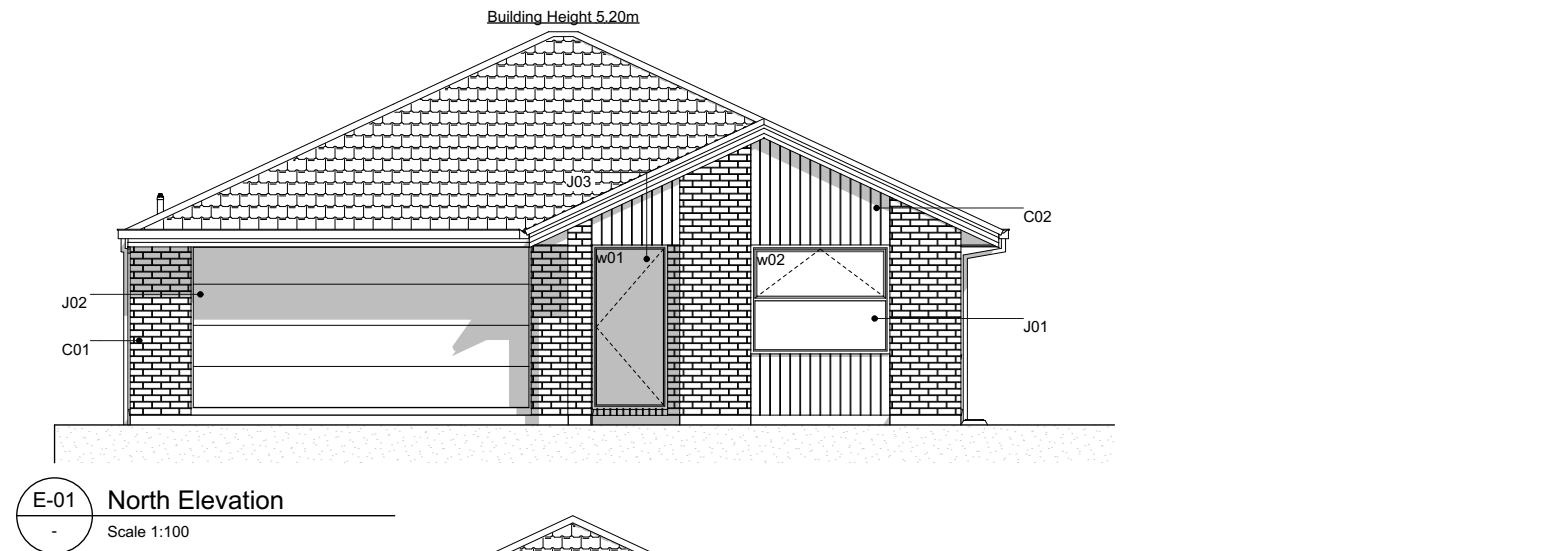 Building Height 5.20m
J03
C02
w01
w02
J02
J01
C01
E-01
North Elevation
-
Scale 1:100